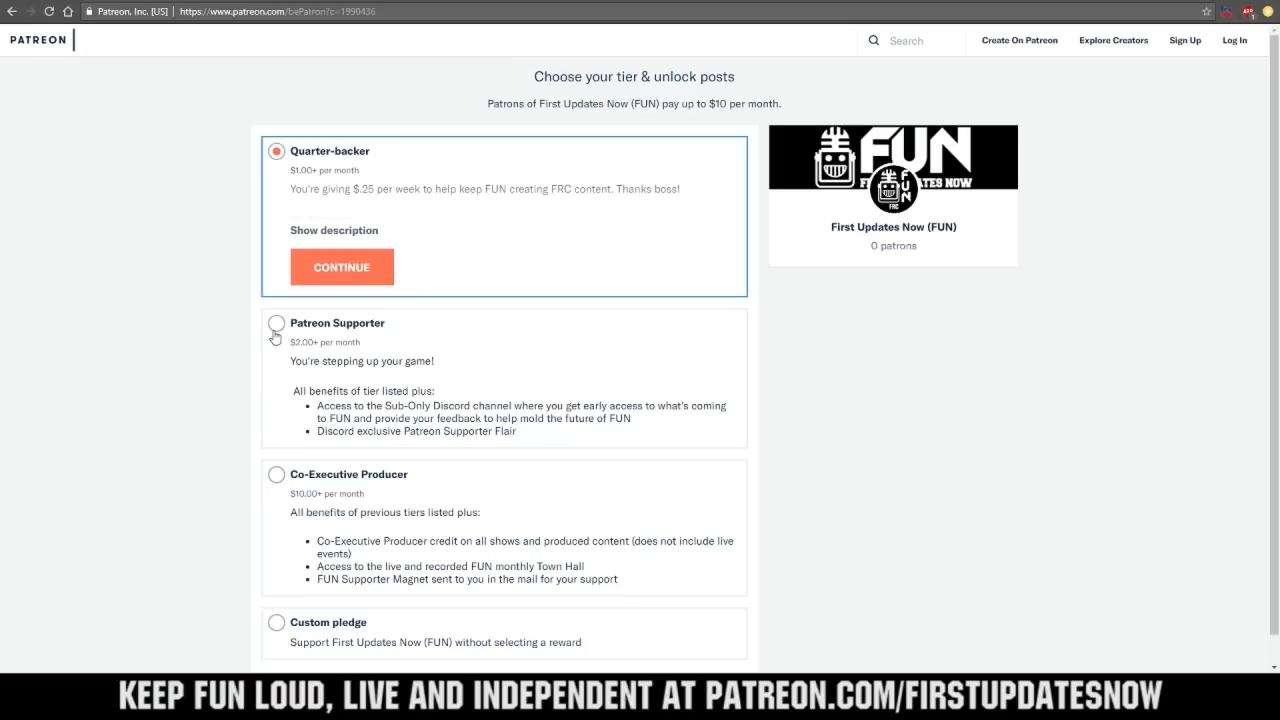 Patreon, Inc. [US] | https://www.patreon.com/bePatron?c=1990436
PATREON
Search
Create On Patreon
Explore Creators
Sign Up
Log In
Choose your tier & unlock posts
Patrons of First Updates Now (FUN) pay up to $10 per month.
Quarter-backer
$1.00+ per month
You're giving $.25 per week to help keep FUN creating FRC content. Thanks boss!
Show description
CONTINUE
FUN
FUN
FRC
First Updates Now (FUN)
0 patrons
Patreon Supporter
$2.00+ per month
You're stepping up your game!
All benefits of tier listed plus:
• Access to the Sub-Only Discord channel where you get early access to what's coming
to FUN and provide your feedback to help mold the future of FUN
• Discord exclusive Patreon Supporter Flair
Co-Executive Producer
$10.00+ per month
All benefits of previous tiers listed plus:
• Co-Executive Producer credit on all shows and produced content (does not include live
events)
• Access to the live and recorded FUN monthly Town Hall
• FUN Supporter Magnet sent to you in the mail for your support
Custom pledge
Support First Updates Now (FUN) without selecting a reward
KEEP FUN LOUD, LIVE AND INDEPENDENT AT PATREON.COM/FIRSTUPDATESNOW